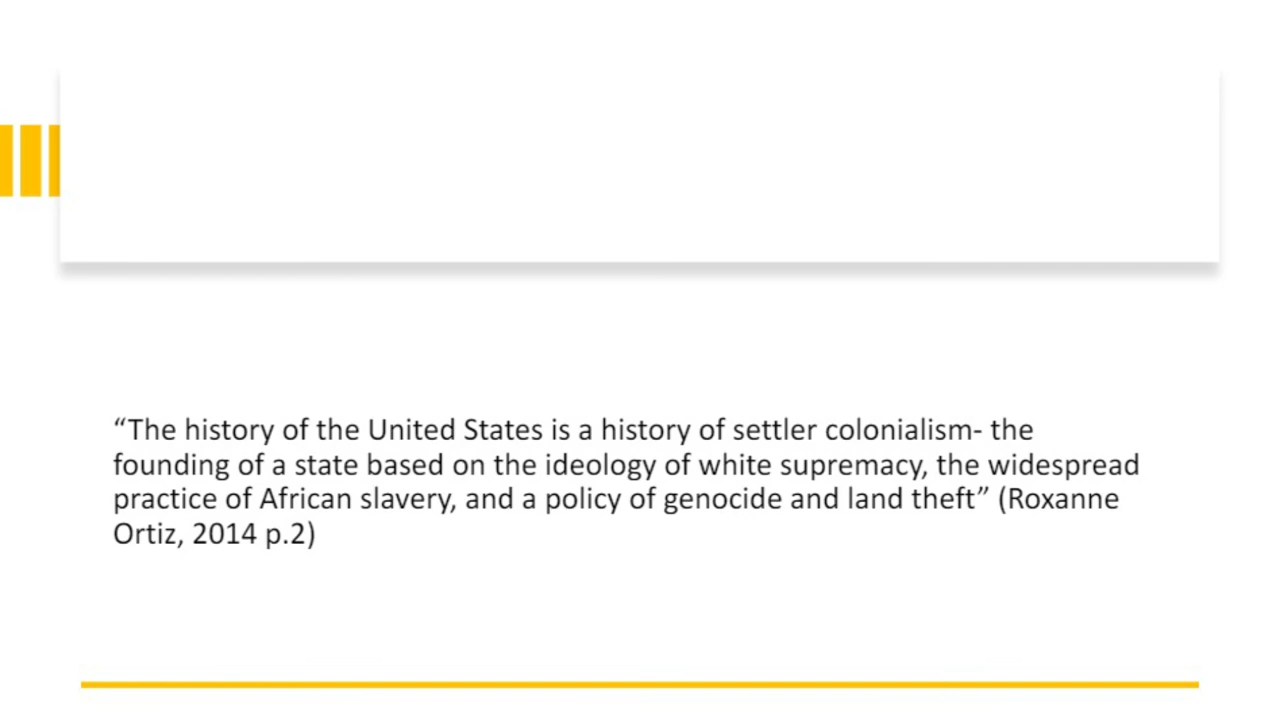 “The history of the United States is a history of settler colonialism- the
founding of a state based on the ideology of white supremacy, the widespread
practice of African slavery, and a policy of genocide and land theft” (Roxanne
Ortiz, 2014 p.2)